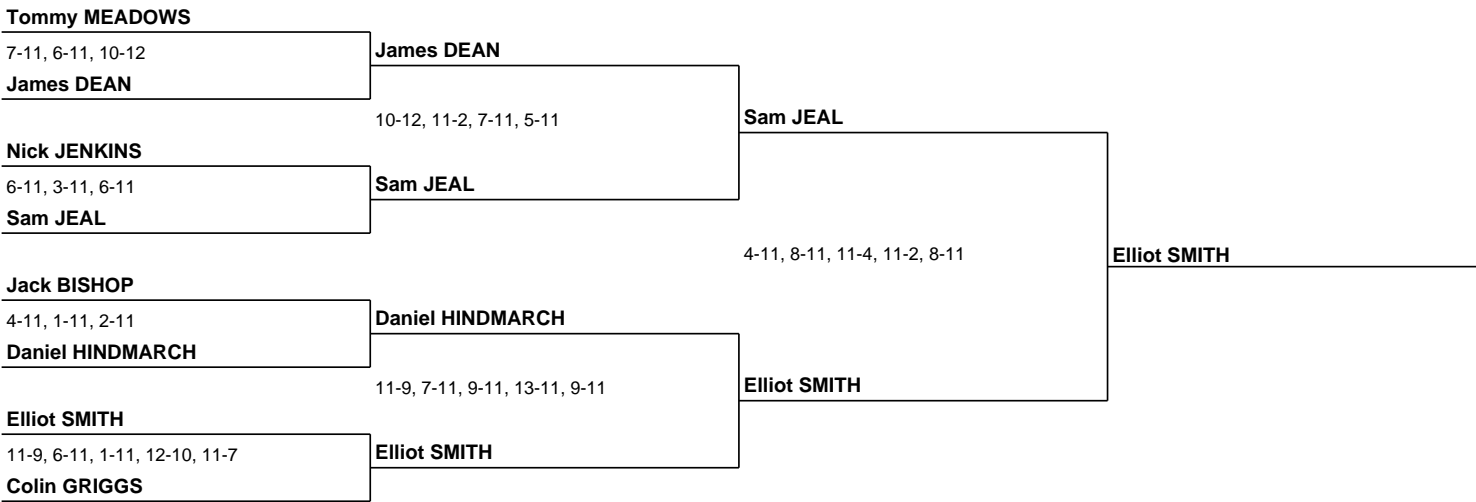 Tommy MEADOWS
7-11, 6-11, 10-12
James DEAN
James DEAN
10-12, 11-2, 7-11, 5-11
Sam JEAL
Nick JENKINS
6-11, 3-11, 6-11
Sam JEAL
Sam JEAL
4-11, 8-11, 11-4, 11-2, 8-11
Elliot SMITH
Jack BISHOP
4-11, 1-11, 2-11
Daniel HINDMARCH
Daniel HINDMARCH
11-9, 7-11, 9-11, 13-11, 9-11
Elliot SMITH
Elliot SMITH
11-9, 6-11, 1-11, 12-10, 11-7
Elliot SMITH
Colin GRIGGS